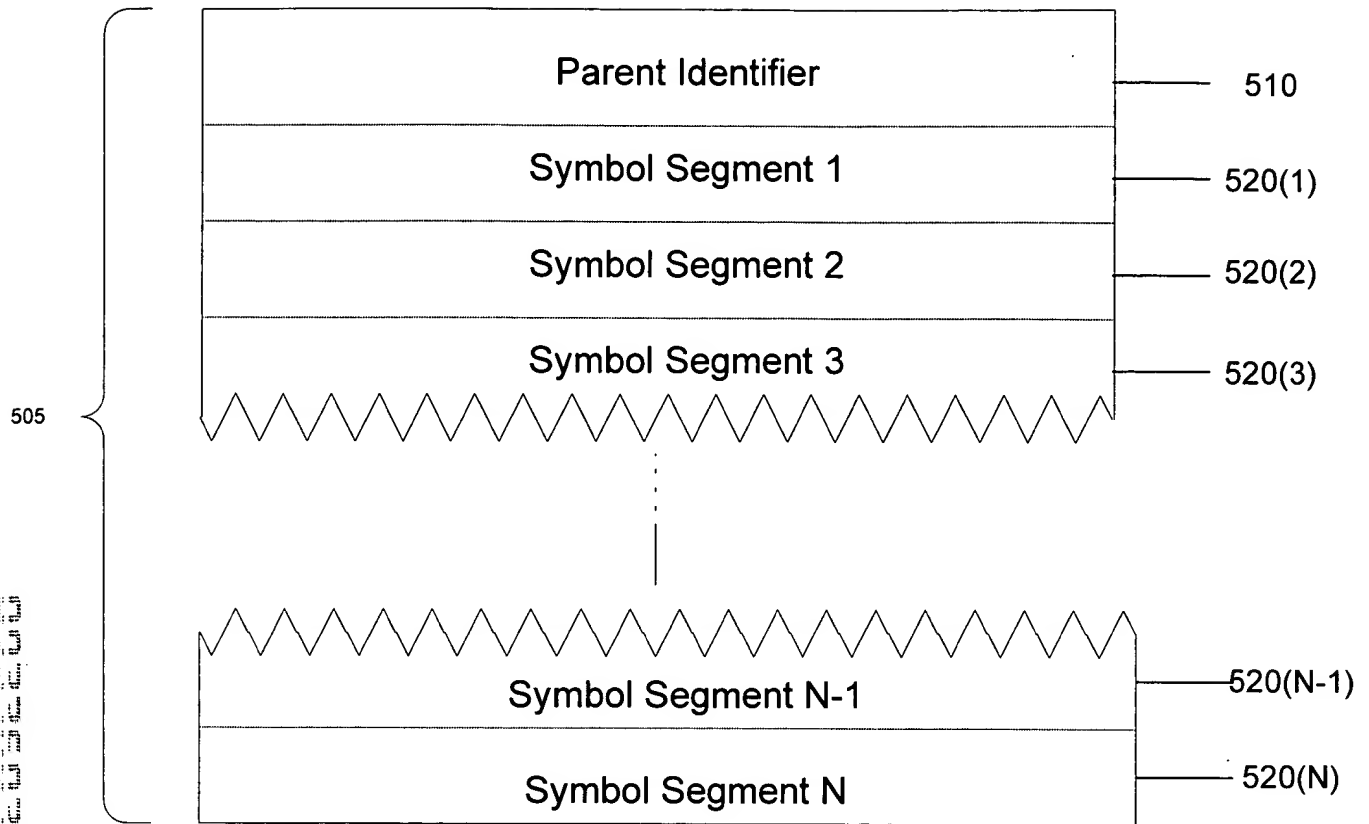 Parent Identifier
510
Symbol Segment 1
520(1)
Symbol Segment 2
520(2)
Symbol Segment 3
520(3)
505
Symbol Segment N-1
520(N-1)
Symbol Segment N
520(N)